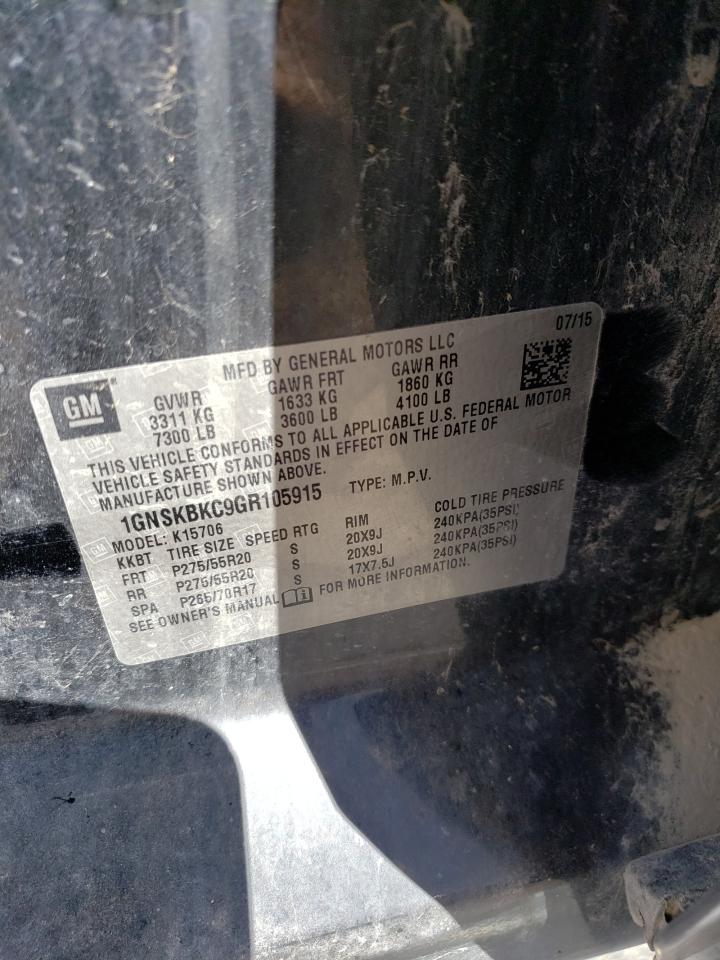 07/15
MFD BY GENERAL MOTORS LLC
GM
GVWR GAWR FRT GAWR RR
3311 KG 1633 KG 1860 KG
7300 LB 3600 LB 4100 LB
THIS VEHICLE CONFORMS TO ALL APPLICABLE U.S. FEDERAL MOTOR
VEHICLE SAFETY STANDARDS IN EFFECT ON THE DATE OF
MANUFACTURE SHOWN ABOVE.
1GNSKBKC9GR105915 TYPE: M.P.V.
MODEL: K15706
KKBT TIRE SIZE SPEED RTG RIM COLD TIRE PRESSURE
FRT P275/55R20 S 20X9J 240KPA(35PSI)
RR P275/55R20 S 20X9J 240KPA(35PSI)
SPA P265/70R17 S 17X7.5J 240KPA(35PSI)
SEE OWNER'S MANUAL FOR MORE INFORMATION.